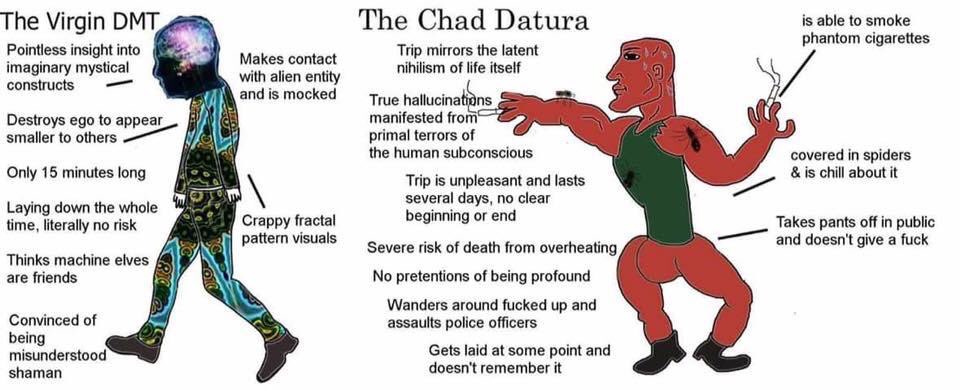 The Virgin DMT
Pointless insight into
imaginary mystical
constructs
Destroys ego to appear
smaller to others
Only 15 minutes long
Laying down the whole
time, literally no risk
Thinks machine elves
are friends
Convinced of
being
misunderstood
shaman
Makes contact
with alien entity
and is mocked
Crappy fractal
pattern visuals
The Chad Datura
Trip mirrors the latent
nihilism of life itself
True hallucinations
manifested from
primal terrors of
the human subconscious
Trip is unpleasant and lasts
several days, no clear
beginning or end
Severe risk of death from overheating
No pretentions of being profound
Wanders around fucked up and
assaults police officers
Gets laid at some point and
doesn't remember it
is able to smoke
phantom cigarettes
covered in spiders
& is chill about it
Takes pants off in public
and doesn't give a fuck